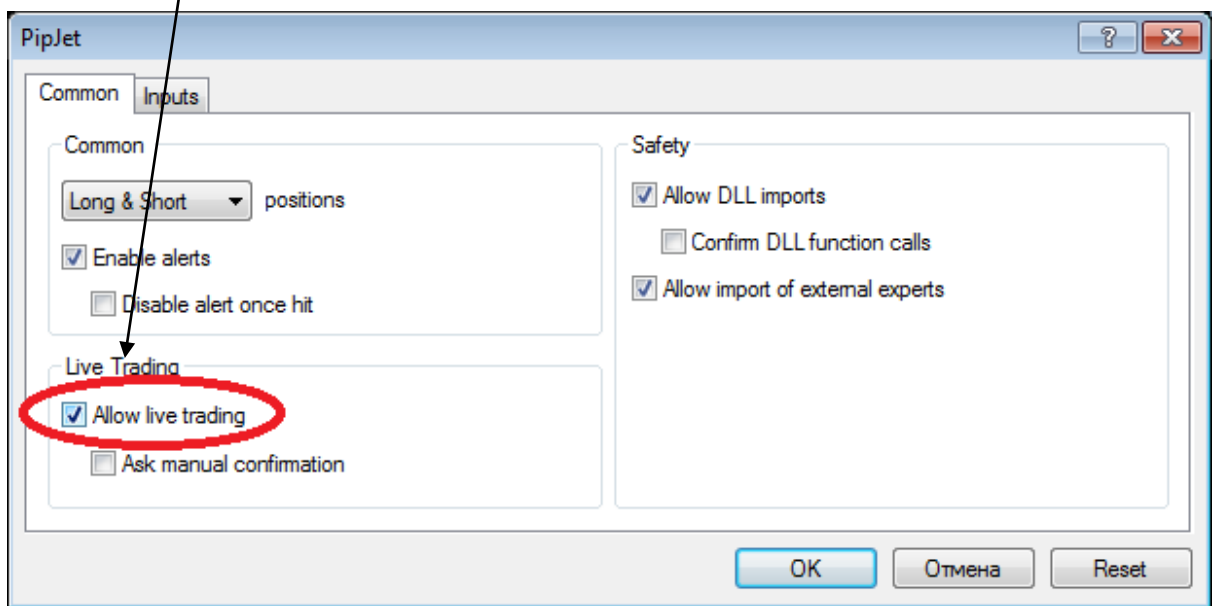 PipJet
Common
Inputs
Common
Long & Short
positions
Enable alerts
Disable alert once hit
Live Trading
Allow live trading
Ask manual confirmation
Safety
Allow DLL imports
Confirm DLL function calls
Allow import of external experts
OK
Отмена
Reset